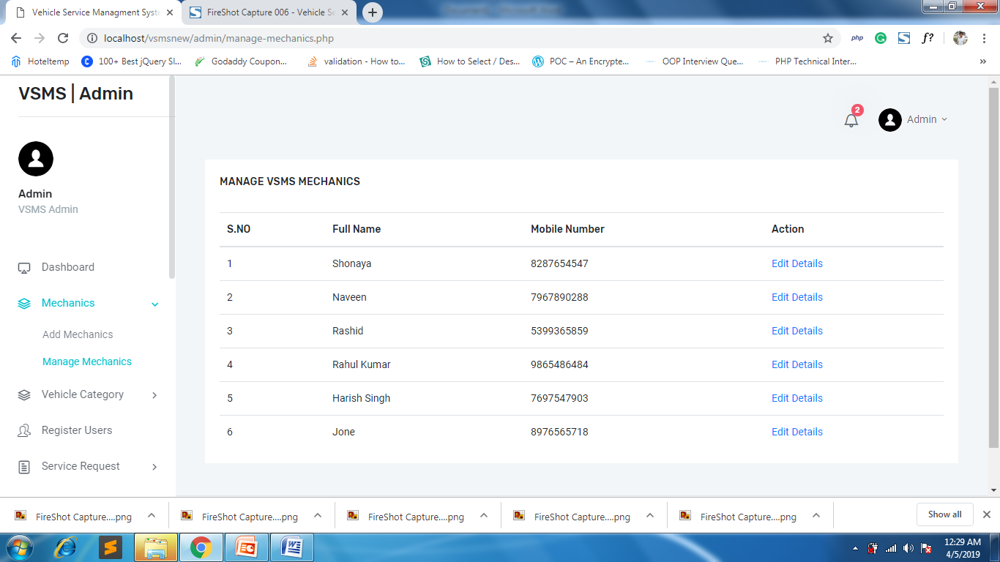 Vehicle Service Managment Syste
FireShot Capture 006 - Vehicle Se
localhost/vsmsnew/admin/manage-mechanics.php
php
f?
Hoteltemp
100+ Best jQuery Sl...
Godaddy Coupon...
validation - How to...
How to Select / Des...
POC – An Encrypte...
OOP Interview Que...
PHP Technical Inter...
»
VSMS | Admin
2
Admin
Admin
VSMS Admin
Dashboard
Mechanics
Add Mechanics
Manage Mechanics
Vehicle Category
Register Users
Service Request
MANAGE VSMS MECHANICS
S.NO Full Name Mobile Number Action
1 Shonaya 8287654547 Edit Details
2 Naveen 7967890288 Edit Details
3 Rashid 5399365859 Edit Details
4 Rahul Kumar 9865486484 Edit Details
5 Harish Singh 7697547903 Edit Details
6 Jone 8976565718 Edit Details
FireShot Capture....png
FireShot Capture....png
FireShot Capture....png
FireShot Capture....png
FireShot Capture....png
Show all
12:29 AM
4/5/2019